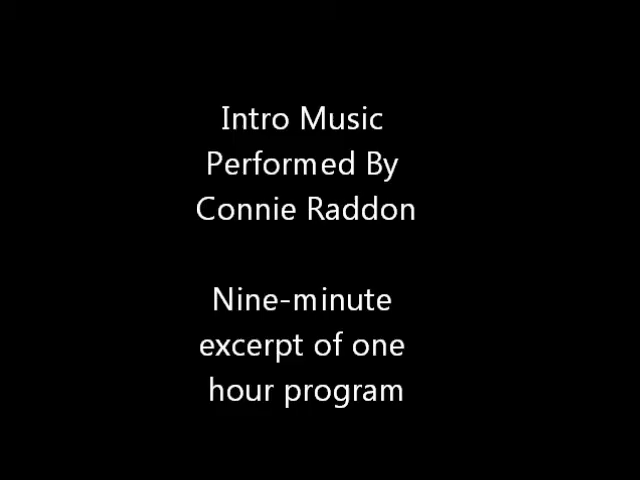 Intro Music
Performed By
Connie Raddon
Nine-minute
excerpt of one
hour program